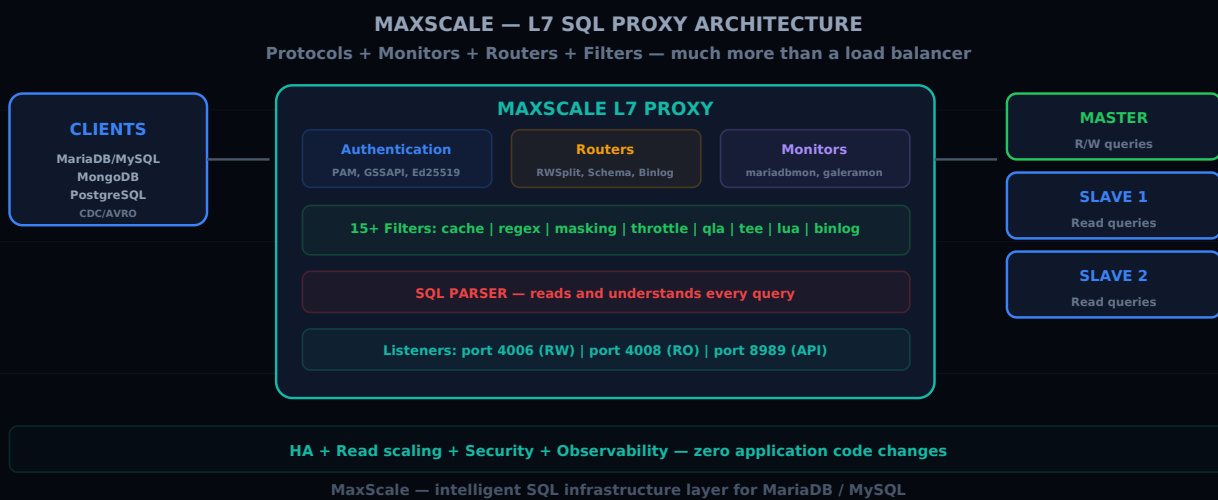 MAXSCALE — L7 SQL PROXY ARCHITECTURE
Protocols + Monitors + Routers + Filters — much more than a load balancer
CLIENTS
MariaDB/MySQL
MongoDB
PostgreSQL
CDC/AVRO
MAXSCALE L7 PROXY
Authentication
PAM, GSSAPI, Ed25519
Routers
RWSplit, Schema, Binlog
Monitors
mariadbmon, galeramon
15+ Filters: cache | regex | masking | throttle | qla | tee | lua | binlog
SQL PARSER — reads and understands every query
Listeners: port 4006 (RW) | port 4008 (RO) | port 8989 (API)
MASTER
R/W queries
SLAVE 1
Read queries
SLAVE 2
Read queries
HA + Read scaling + Security + Observability — zero application code changes
MaxScale — intelligent SQL infrastructure layer for MariaDB / MySQL